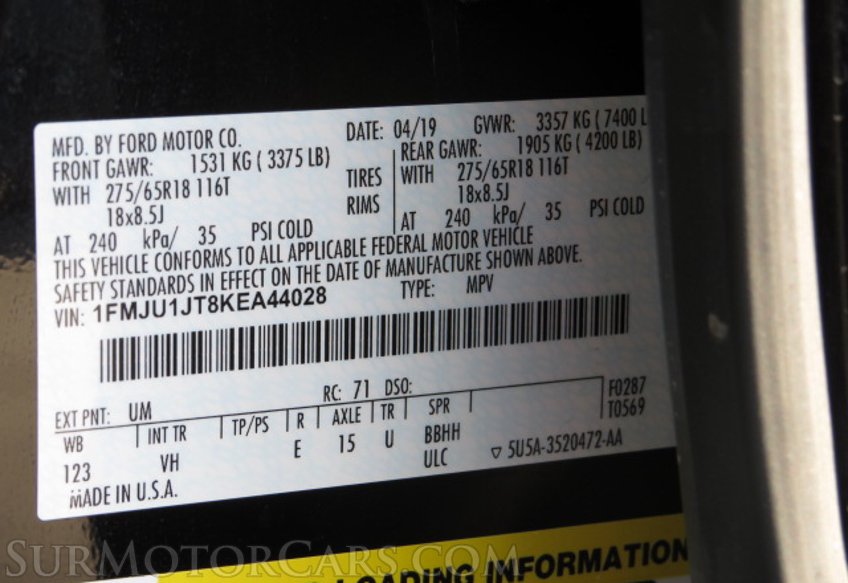 MFD. BY FORD MOTOR CO. DATE: 04/19 GVWR: 3357 KG ( 7400 L
FRONT GAWR: 1531 KG ( 3375 LB) REAR GAWR: 1905 KG ( 4200 LB)
WITH 275/65R18 116T TIRES WITH 275/65R18 116T
18x8.5J RIMS 18x8.5J
AT 240 kPa/ 35 PSI COLD AT 240 kPa/ 35 PSI COLD
THIS VEHICLE CONFORMS TO ALL APPLICABLE FEDERAL MOTOR VEHICLE
SAFETY STANDARDS IN EFFECT ON THE DATE OF MANUFACTURE SHOWN ABOVE.
VIN: 1FMJU1JT8KEA44028 TYPE: MPV
EXT PNT: UM RC: 71 DSO: F0287
WB INT TR TP/PS R AXLE TR SPR T0569
123 VH E 15 U BBHH
ULC ▽ 5U5A-3520472-AA
MADE IN U.S.A.
LOADING INFORMATION
SURMOTORCARS.COM